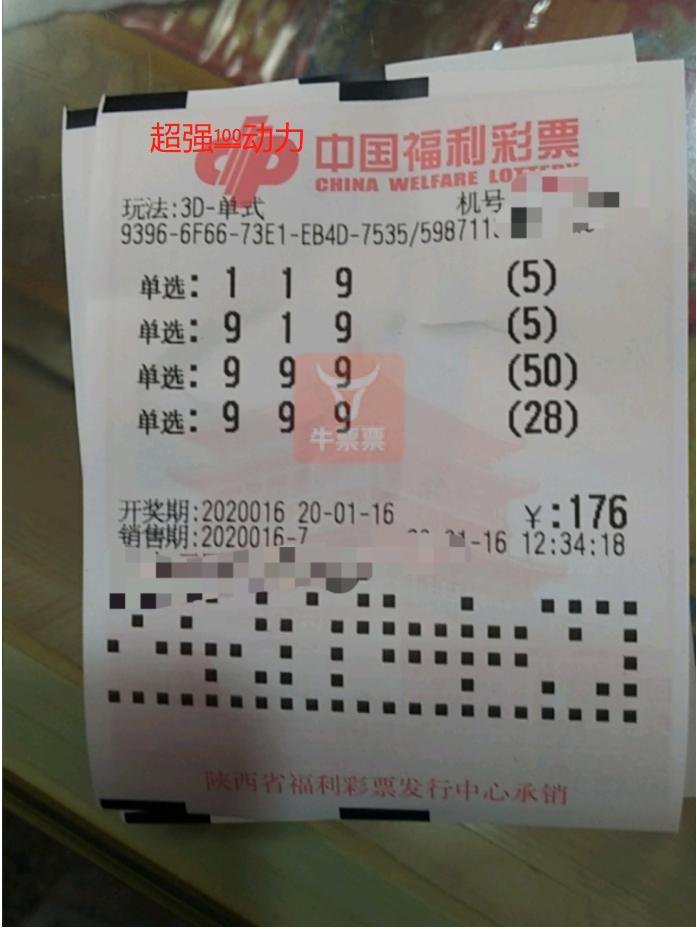 超强100动力
中国福利彩票
CHINA WELFARE LOTTERY
玩法:3D-单式 机号
9396-6F66-73E1-EB4D-7535/598711
单选: 1 1 9 (5)
单选: 9 1 9 (5)
单选: 9 9 9 (50)
单选: 9 9 9 (28)
牛票票
开奖期:2020016 20-01-16 ¥:176
销售期:2020016-7 -16 12:34:18
陕西省福利彩票发行中心承销